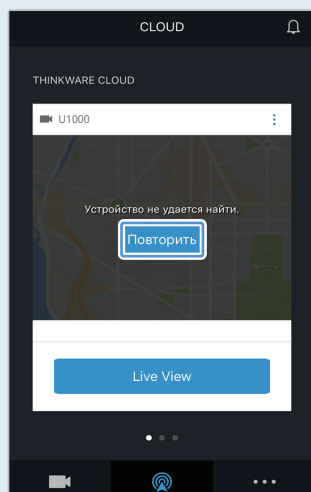 CLOUD
THINKWARE CLOUD
U1000
Устройство не удается найти.
Повторить
Live View